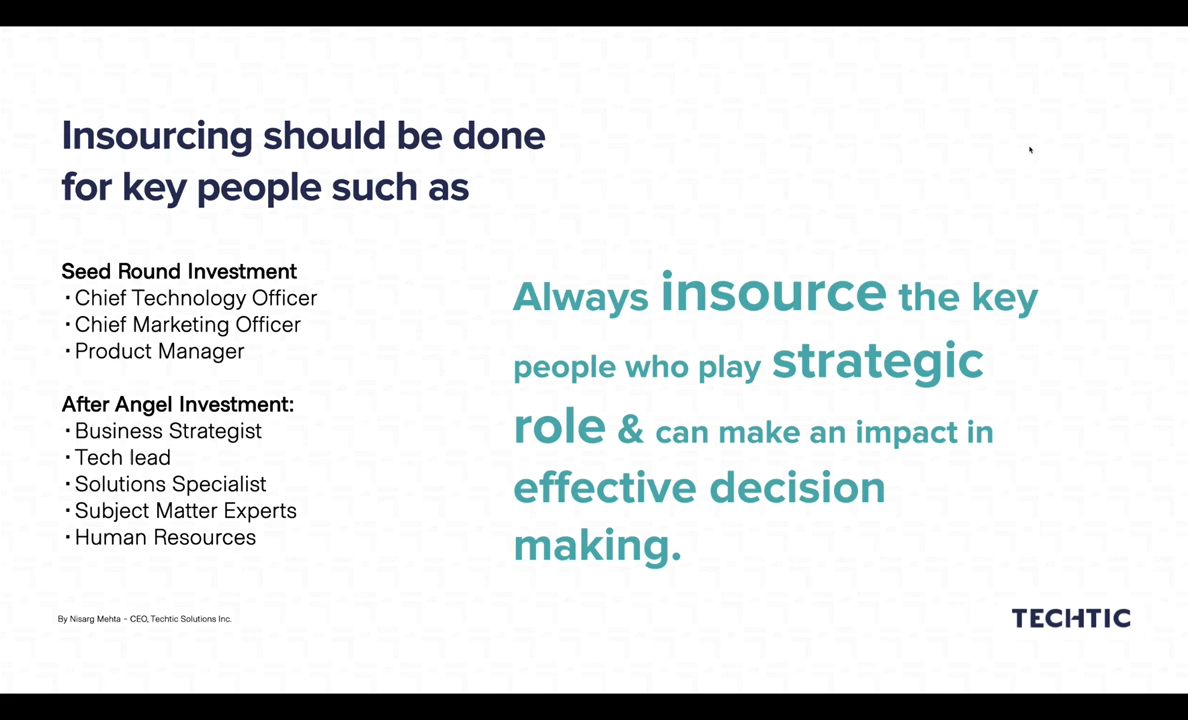 Insourcing should be done
for key people such as
Seed Round Investment
· Chief Technology Officer
· Chief Marketing Officer
· Product Manager
After Angel Investment:
· Business Strategist
· Tech lead
· Solutions Specialist
· Subject Matter Experts
· Human Resources
Always insource the key
people who play strategic
role & can make an impact in
effective decision
making.
By Nisarg Mehta - CEO, Techtic Solutions Inc.
TECHTIC